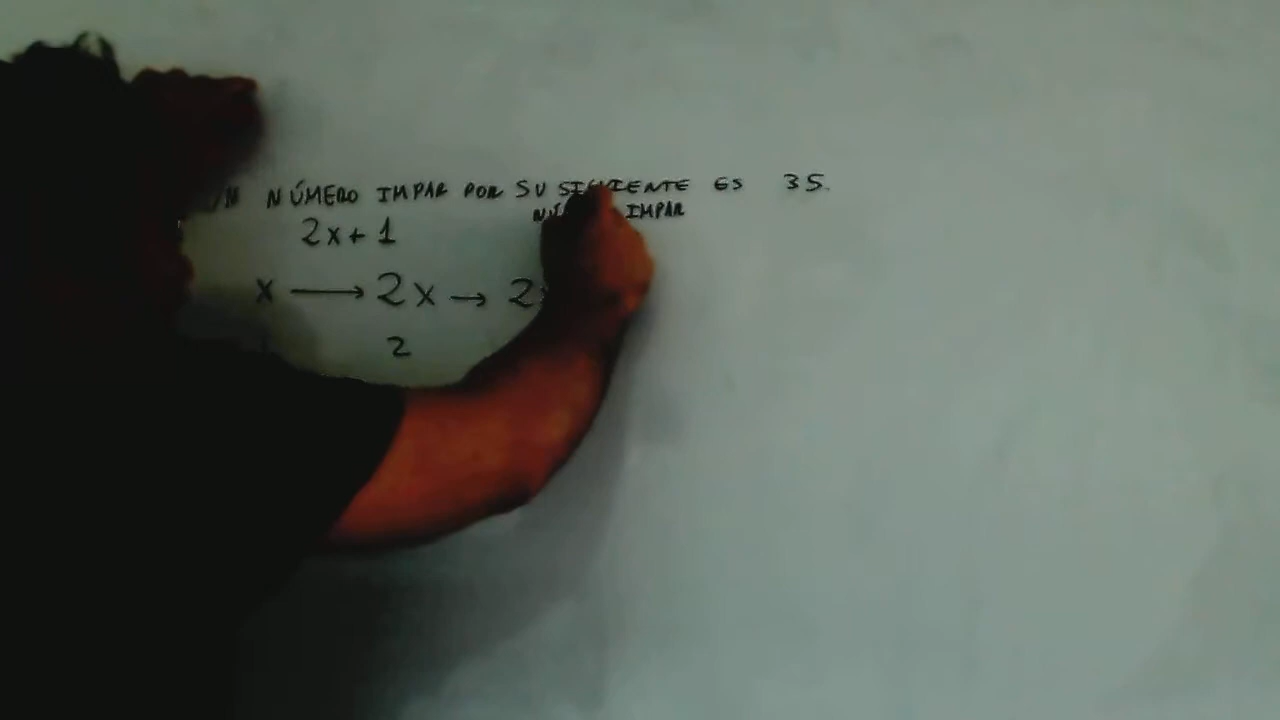 NÚMERO IMPAR POR SU SIGUIENTE ES 35.
IMPAR
2x+1
x → 2x → 2
2